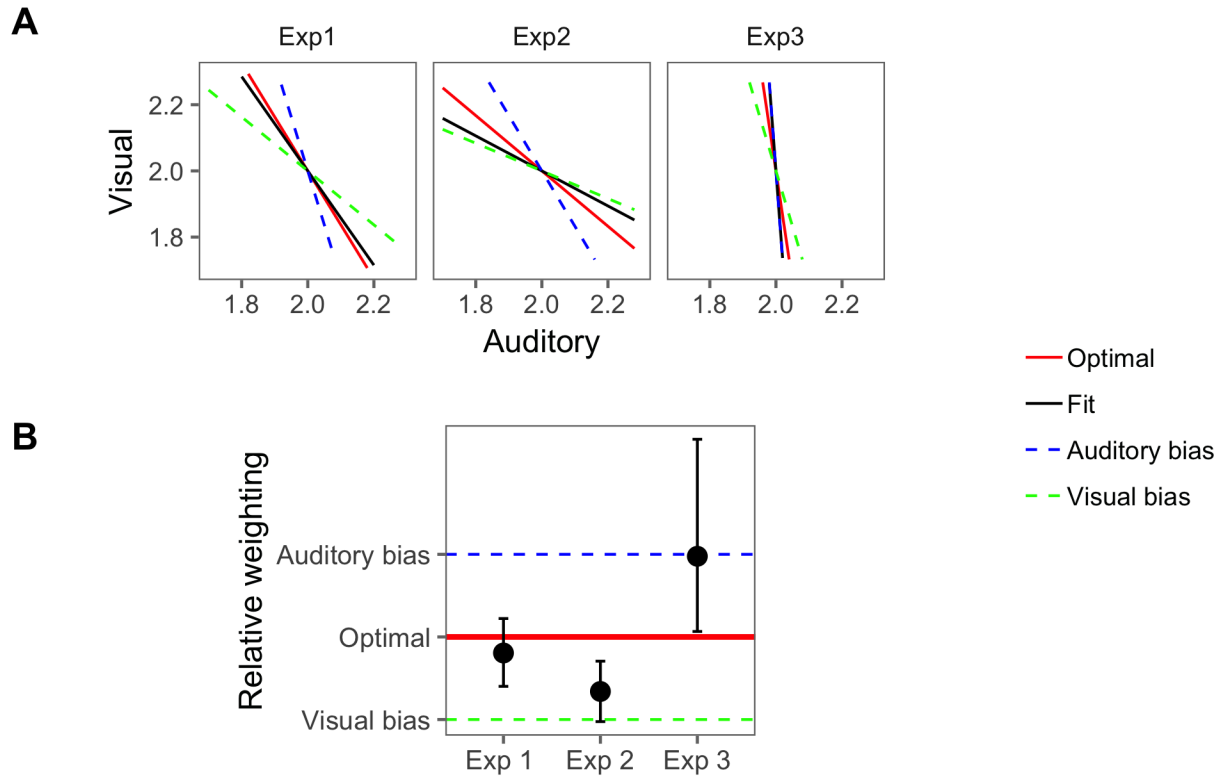 A
Exp1 Exp2 Exp3
2.2
2.0
1.8
Visual
1.8 2.0 2.2 1.8 2.0 2.2 1.8 2.0 2.2
Auditory
Optimal
Fit
Auditory bias
Visual bias
B
Relative weighting
Auditory bias
Optimal
Visual bias
Exp 1 Exp 2 Exp 3